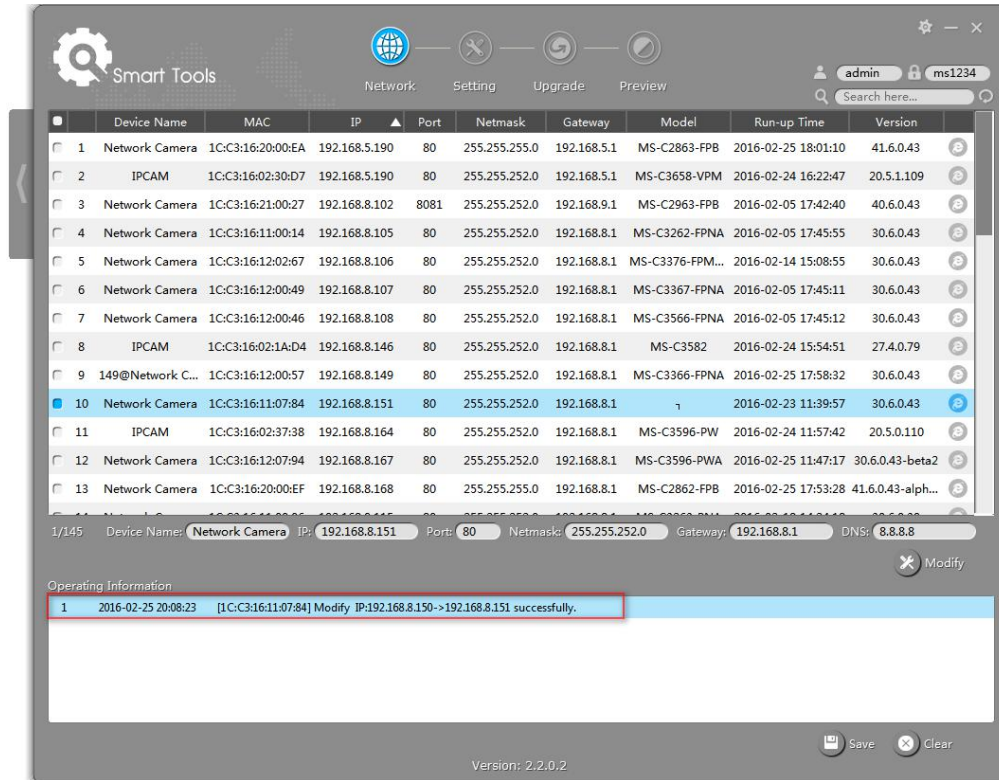 Smart Tools
Network Setting Upgrade Preview
admin ms1234
Search here...
Device Name MAC IP Port Netmask Gateway Model Run-up Time Version
1 Network Camera 1C:C3:16:20:00:EA 192.168.5.190 80 255.255.255.0 192.168.5.1 MS-C2863-FPB 2016-02-25 18:01:10 41.6.0.43
2 IPCAM 1C:C3:16:02:30:D7 192.168.5.190 80 255.255.252.0 192.168.5.1 MS-C3658-VPM 2016-02-24 16:22:47 20.5.1.109
3 Network Camera 1C:C3:16:21:00:27 192.168.8.102 8081 255.255.252.0 192.168.9.1 MS-C2963-FPB 2016-02-05 17:42:40 40.6.0.43
4 Network Camera 1C:C3:16:11:00:14 192.168.8.105 80 255.255.252.0 192.168.8.1 MS-C3262-FPNA 2016-02-05 17:45:55 30.6.0.43
5 Network Camera 1C:C3:16:12:02:67 192.168.8.106 80 255.255.252.0 192.168.8.1 MS-C3376-FPM... 2016-02-14 15:08:55 30.6.0.43
6 Network Camera 1C:C3:16:12:00:49 192.168.8.107 80 255.255.252.0 192.168.8.1 MS-C3367-FPNA 2016-02-05 17:45:11 30.6.0.43
7 Network Camera 1C:C3:16:12:00:46 192.168.8.108 80 255.255.252.0 192.168.8.1 MS-C3566-FPNA 2016-02-05 17:45:12 30.6.0.43
8 IPCAM 1C:C3:16:02:1A:D4 192.168.8.146 80 255.255.252.0 192.168.8.1 MS-C3582 2016-02-24 15:54:51 27.4.0.79
9 149@Network C... 1C:C3:16:12:00:57 192.168.8.149 80 255.255.252.0 192.168.8.1 MS-C3366-FPNA 2016-02-25 17:58:32 30.6.0.43
10 Network Camera 1C:C3:16:11:07:84 192.168.8.151 80 255.255.252.0 192.168.8.1 2016-02-23 11:39:57 30.6.0.43
11 IPCAM 1C:C3:16:02:37:38 192.168.8.164 80 255.255.252.0 192.168.8.1 MS-C3596-PW 2016-02-24 11:57:42 20.5.0.110
12 Network Camera 1C:C3:16:12:07:94 192.168.8.167 80 255.255.252.0 192.168.8.1 MS-C3596-PWA 2016-02-25 11:47:17 30.6.0.43-beta2
13 Network Camera 1C:C3:16:20:00:EF 192.168.8.168 80 255.255.252.0 192.168.8.1 MS-C2862-FPB 2016-02-25 17:53:28 41.6.0.43-alph...
1/145 Device Name: Network Camera IP: 192.168.8.151 Port: 80 Netmask: 255.255.252.0 Gateway: 192.168.8.1 DNS: 8.8.8.8
Modify
Operating Information
1 2016-02-25 20:08:23 [1C:C3:16:11:07:84] Modify IP:192.168.8.150->192.168.8.151 successfully.
Save Clear
Version: 2.2.0.2